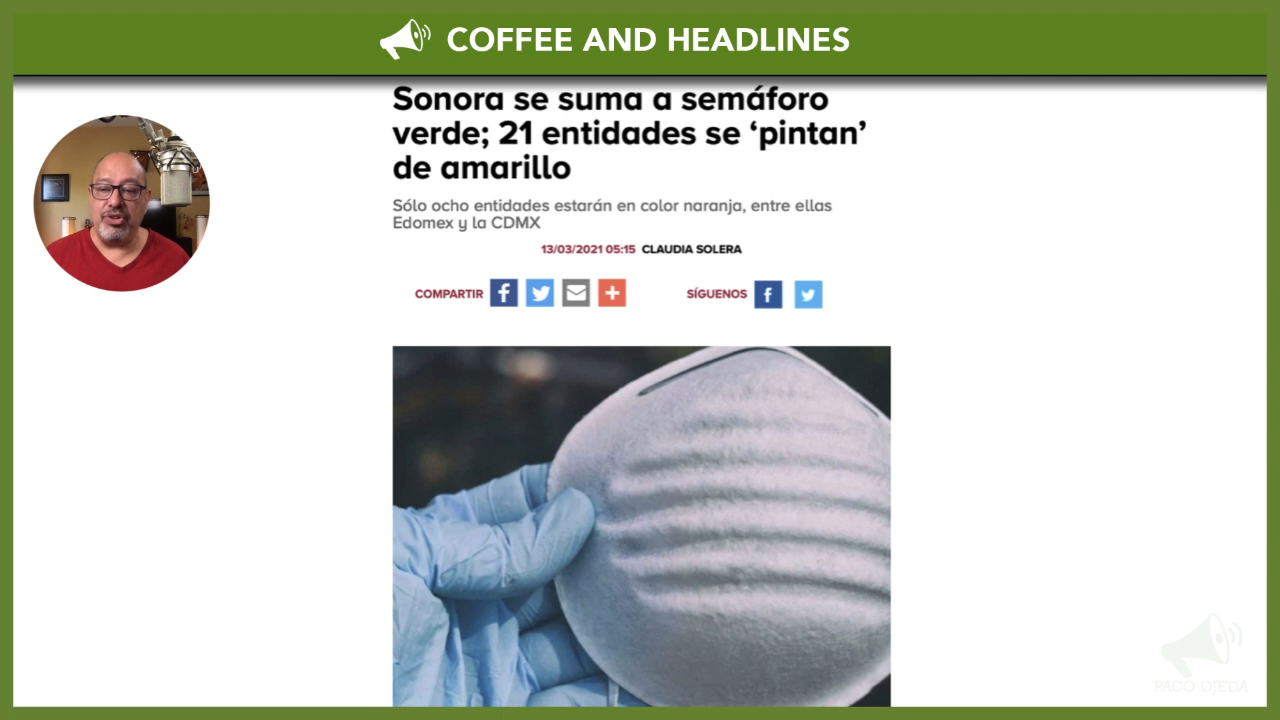 COFFEE AND HEADLINES
Sonora se suma a semáforo
verde; 21 entidades se ‘pintan’
de amarillo
Sólo ocho entidades estarán en color naranja, entre ellas
Edomex y la CDMX
13/03/2021 05:15 CLAUDIA SOLERA
COMPARTIR SÍGUENOS
PACO OJEDA